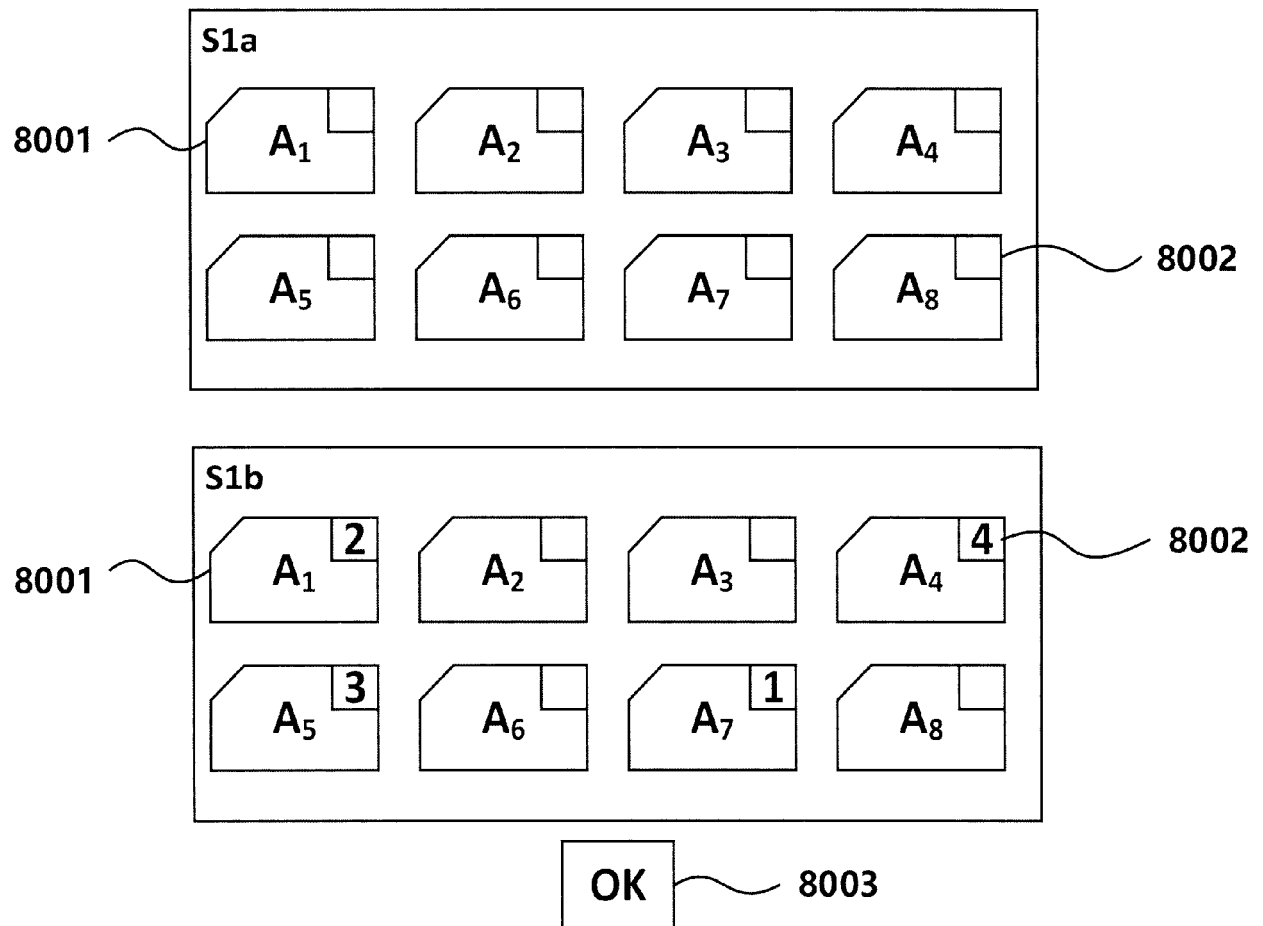 S1a
8001 A₁ A₂ A₃ A₄
A₅ A₆ A₇ A₈ 8002
S1b
2 4
8001 A₁ A₂ A₃ A₄ 8002
3 1
A₅ A₆ A₇ A₈
OK 8003